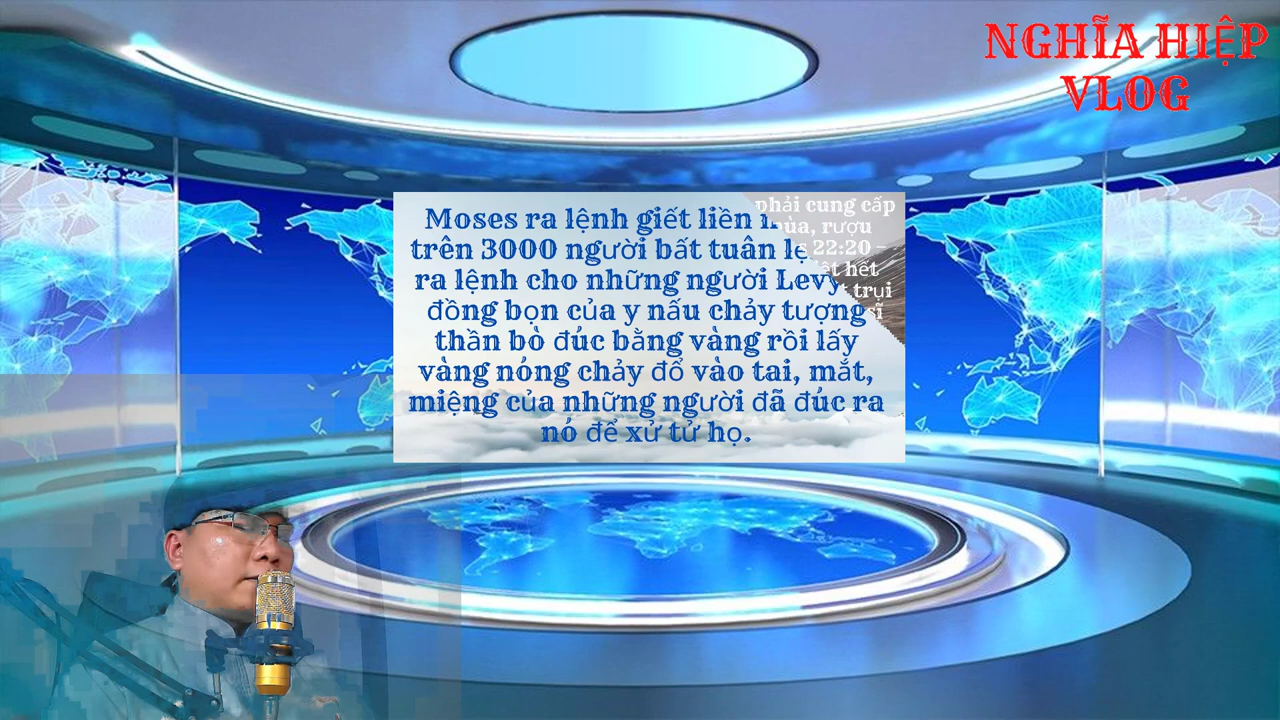 NGHĨA HIỆP
VLOG
phải cung cấp
rượu
22:20 –
hết
trụi
sĩ
Moses ra lệnh giết liền
trên 3000 người bất tuân
ra lệnh cho những người Levy
đồng bọn của y nấu chảy tượng
thần bò đúc bằng vàng rồi lấy
vàng nóng chảy đổ vào tai, mắt,
miệng của những người đã đúc ra
nó để xử tử họ.